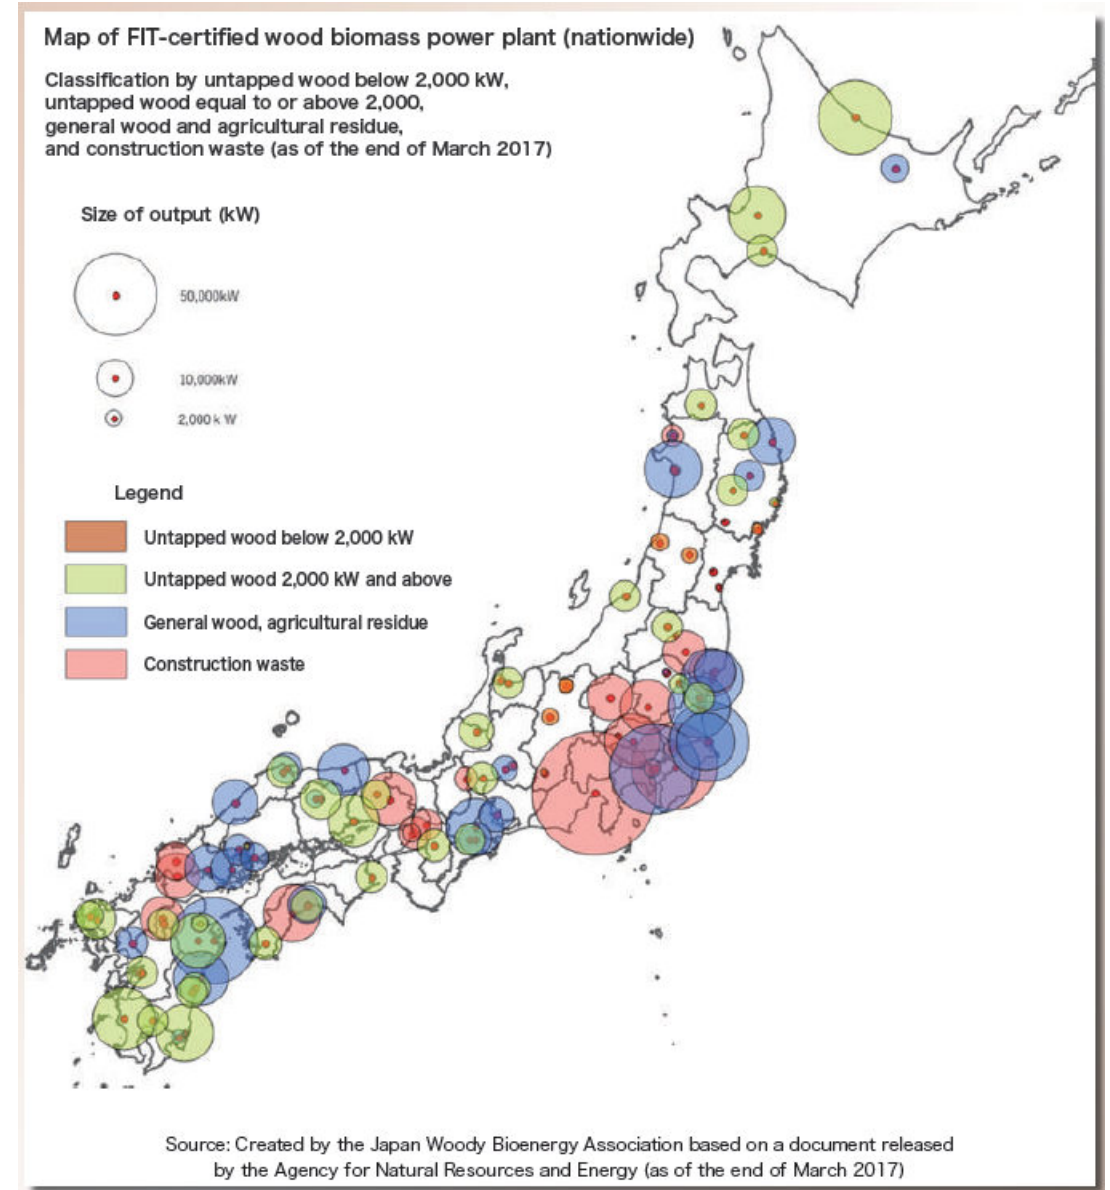 Map of FIT-certified wood biomass power plant (nationwide)
Classification by untapped wood below 2,000 kW,
untapped wood equal to or above 2,000,
general wood and agricultural residue,
and construction waste (as of the end of March 2017)
Size of output (kW)
50,000kW
10,000kW
2,000 k W
Legend
Untapped wood below 2,000 kW
Untapped wood 2,000 kW and above
General wood, agricultural residue
Construction waste
Source: Created by the Japan Woody Bioenergy Association based on a document released
by the Agency for Natural Resources and Energy (as of the end of March 2017)